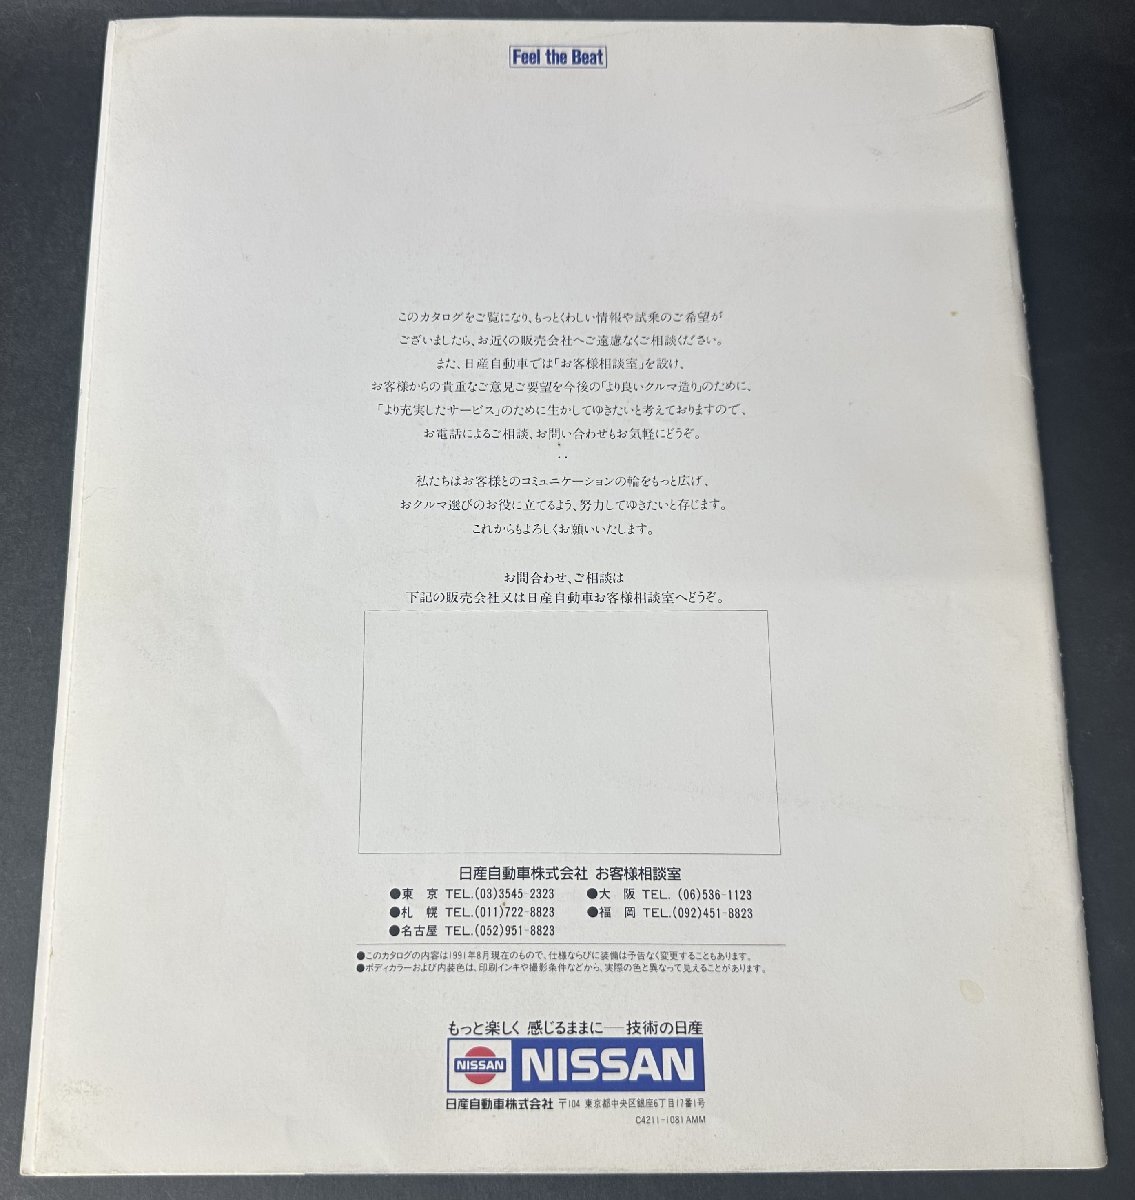 Feel the Beat
このカタログをご覧になり、もっとくわしい情報や試乗のご希望が
ございましたら、お近くの販売会社へご遠慮なくご相談ください。
また、日産自動車では「お客様相談室」を設け、
お客様からの貴重なご意見ご要望を今後の「より良いクルマ造り」のために、
「より充実したサービス」のために生かしてゆきたいと考えておりますので、
お電話によるご相談、お問い合わせもお気軽にどうぞ。
私たちはお客様とのコミュニケーションの輪をもっと広げ、
おクルマ選びのお役に立てるよう、努力してゆきたいと存じます。
これからもよろしくお願いいたします。
お問合わせ、ご相談は
下記の販売会社又は日産自動車お客様相談室へどうぞ。
日産自動車株式会社 お客様相談室
●東 京 TEL.(03)3545-2323 ●大 阪 TEL. (06)536-1123
●札 幌 TEL.(011)722-8823 ●福 岡 TEL.(092)451-8823
●名古屋 TEL.(052)951-8823
●このカタログの内容は1991年8月現在のもので、仕様ならびに装備は予告なく変更することもあります。
●ボディカラーおよび内装色は、印刷インキや撮影条件などから、実際の色と異なって見えることがあります。
もっと楽しく 感じるままに──技術の日産
NISSAN NISSAN
日産自動車株式会社 〒104 東京都中央区銀座6丁目17番1号
C4211-1081AMM